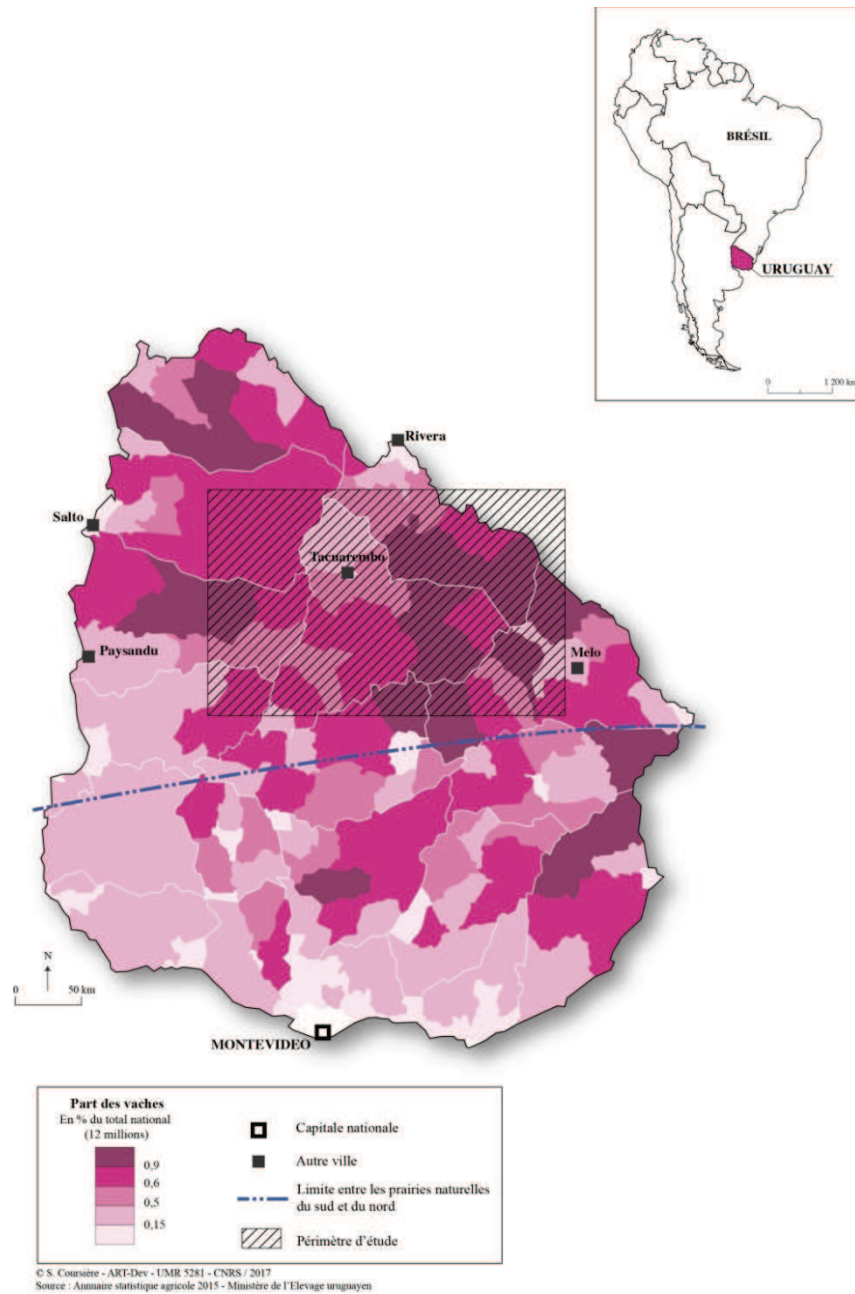 BRÉSIL
URUGUAY
0 1 200 km
Rivera
Salto
Tacuarembo
Paysandu
Melo
N
0 50 km
MONTEVIDEO
Part des vaches
En % du total national
(12 millions)
0,9
0,6
0,5
0,15
Capitale nationale
Autre ville
Limite entre les prairies naturelles
du sud et du nord
Périmètre d'étude
© S. Coursière - ART-Dev - UMR 5281 - CNRS / 2017
Source : Annuaire statistique agricole 2015 - Ministère de l'Elevage uruguayen